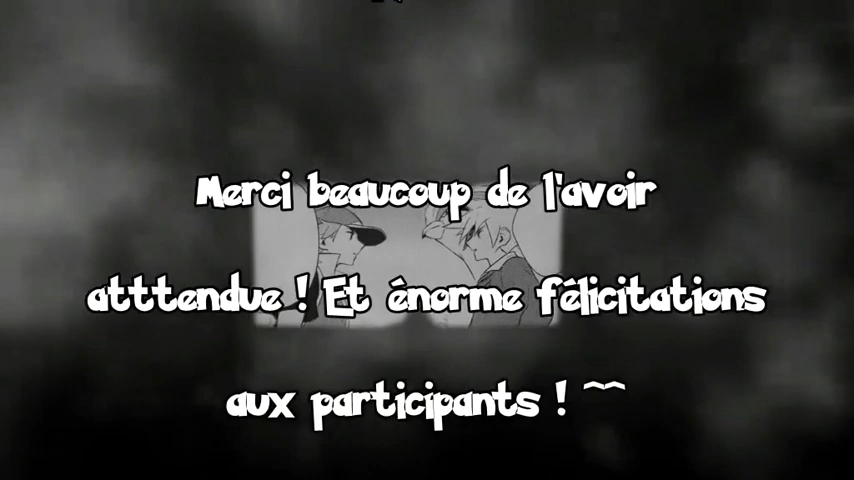 Merci beaucoup de l'avoir
atttendue ! Et énorme félicitations
aux participants ! ^^